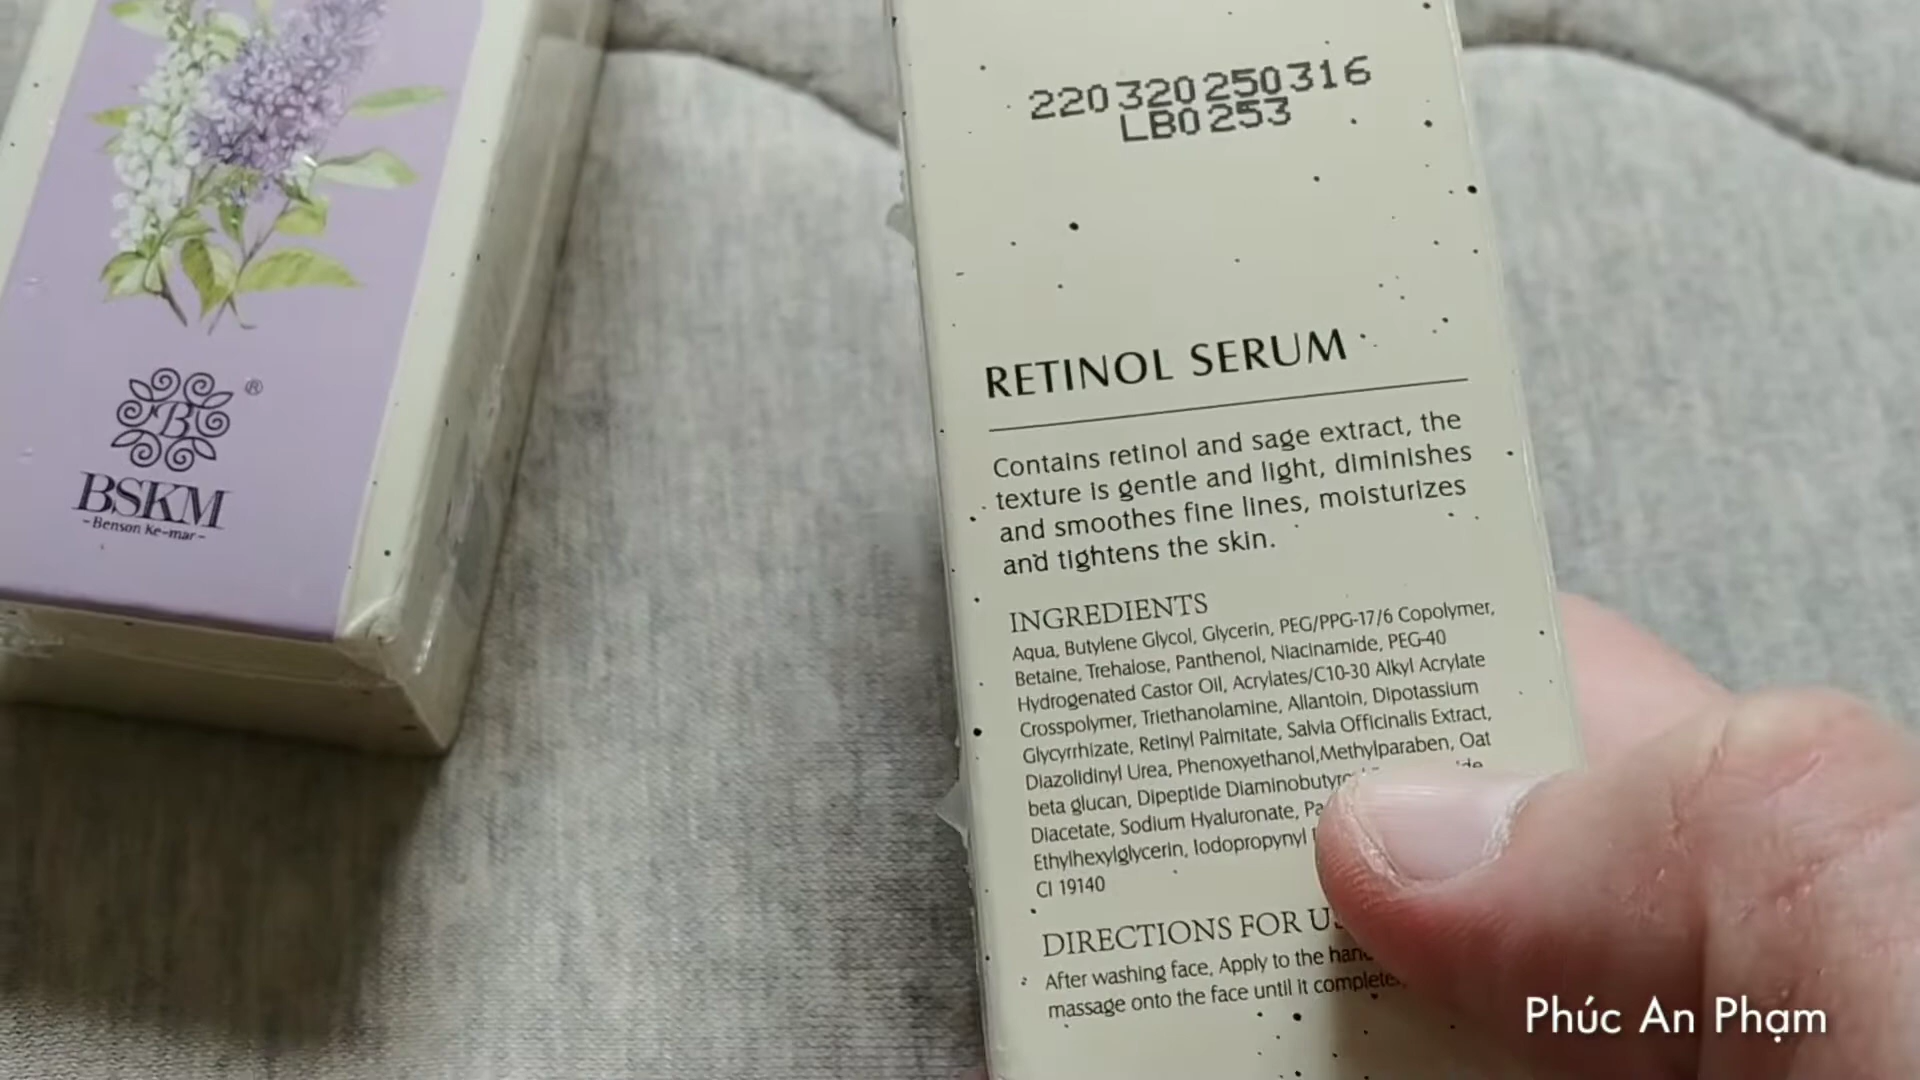 BSKM
-Benson Ke-mar-
®
220320250316
LB0253
RETINOL SERUM
Contains retinol and sage extract, the
texture is gentle and light, diminishes
and smoothes fine lines, moisturizes
and tightens the skin.
INGREDIENTS
Aqua, Butylene Glycol, Glycerin, PEG/PPG-17/6 Copolymer,
Betaine, Trehalose, Panthenol, Niacinamide, PEG-40
Hydrogenated Castor Oil, Acrylates/C10-30 Alkyl Acrylate
Crosspolymer, Triethanolamine, Allantoin, Dipotassium
Glycyrrhizate, Retinyl Palmitate, Salvia Officinalis Extract,
Diazolidinyl Urea, Phenoxyethanol,Methylparaben, Oat
beta glucan, Dipeptide
Diacetate, Sodium Hyaluronate,
Ethylhexylglycerin, Iodopropynyl
CI 19140
DIRECTIONS FOR
After washing face, Apply to the
massage onto the face until it
Phúc An Phạm